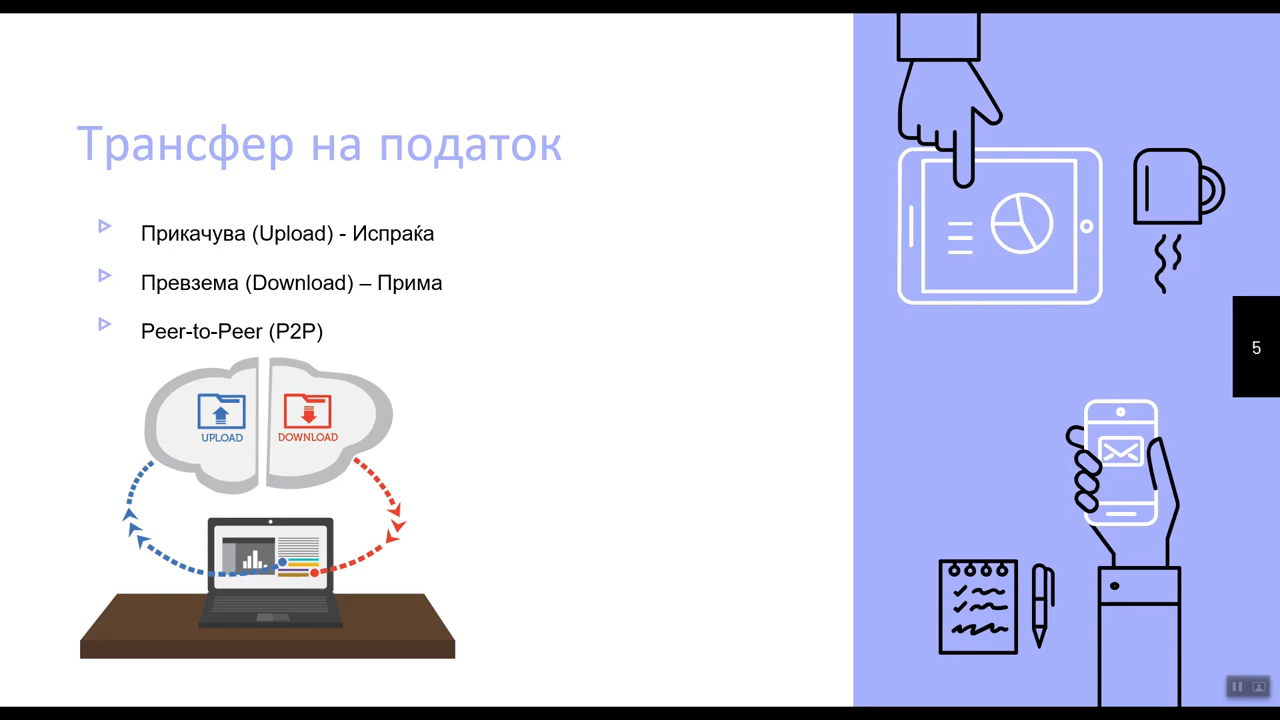 Трансфер на податок
Прикачува (Upload) - Испраќа
Превзема (Download) – Прима
Peer-to-Peer (P2P)
UPLOAD
DOWNLOAD
5